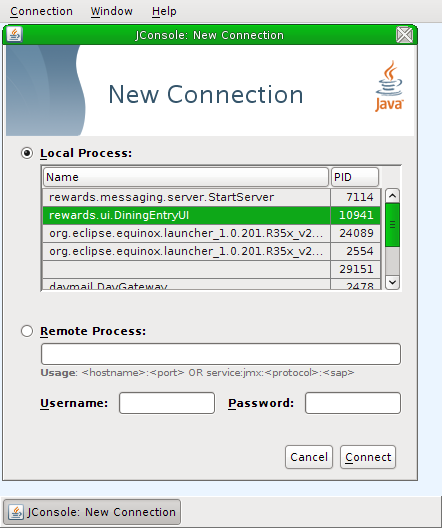 Connection Window Help
JConsole: New Connection
New Connection
Java
Local Process:
Name PID
rewards.messaging.server.StartServer 7114
rewards.ui.DiningEntryUI 10941
org.eclipse.equinox.launcher_1.0.201.R35x_v2... 24089
org.eclipse.equinox.launcher_1.0.201.R35x_v2... 2554
29151
davmail.DavGateway 2478
Remote Process:
Usage: <hostname>:<port> OR service:jmx:<protocol>:<sap>
Username: Password:
Cancel Connect
JConsole: New Connection